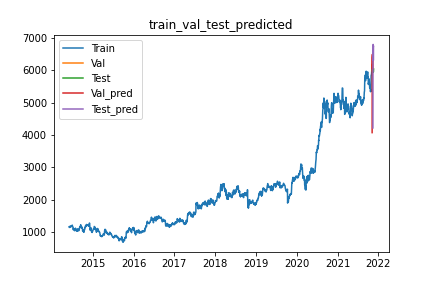 train_val_test_predicted
7000
6000
5000
4000
3000
2000
1000
Train
Val
Test
Val_pred
Test_pred
2015 2016 2017 2018 2019 2020 2021 2022